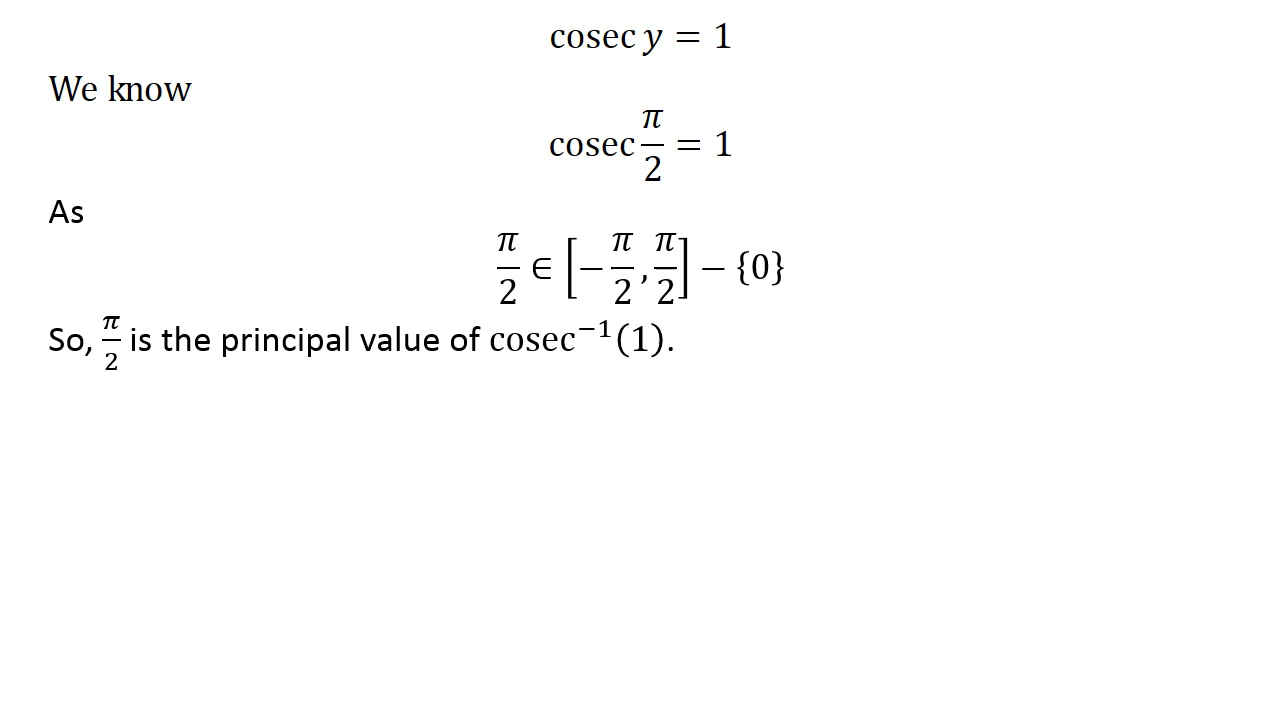 cosec y = 1
We know
cosec π/2 = 1
As
π/2 ∈ [−π/2, π/2] − {0}
So, π/2 is the principal value of cosec⁻¹(1).